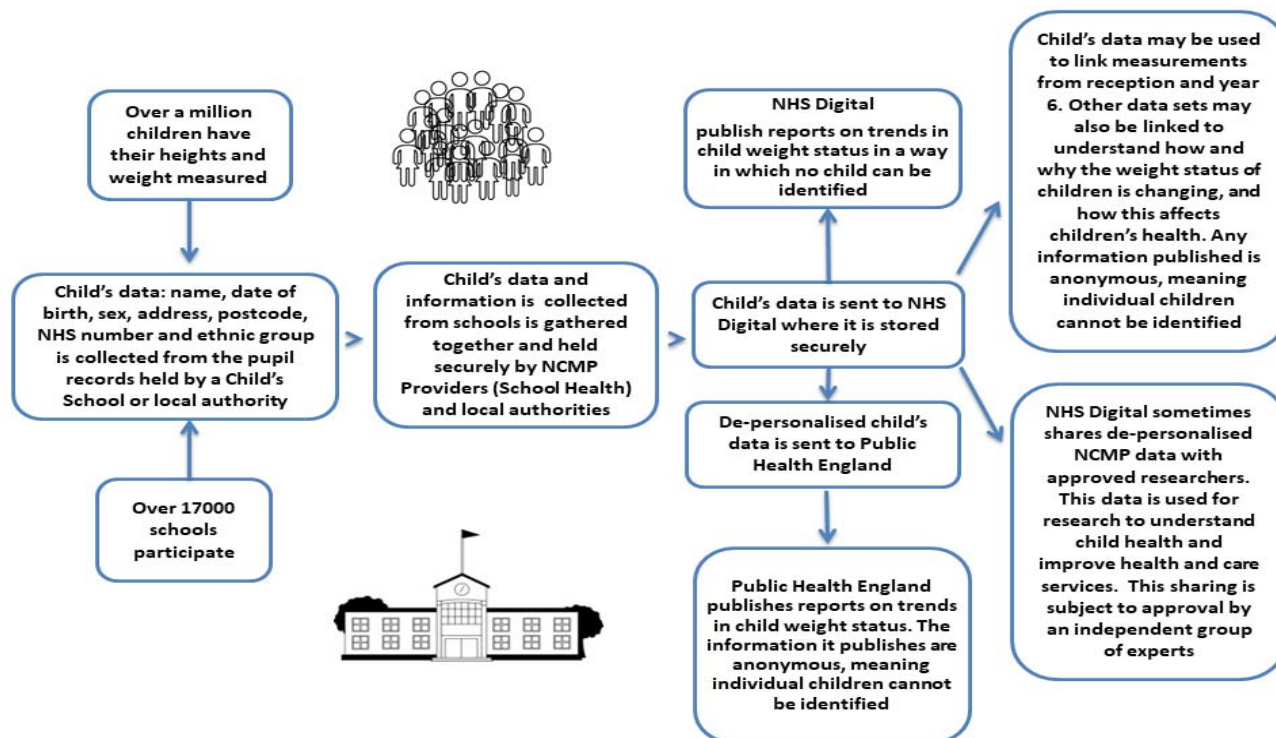 Over a million
children have
their heights and
weight measured
Child's data: name, date of
birth, sex, address, postcode,
NHS number and ethnic group
is collected from the pupil
records held by a Child's
School or local authority
Over 17000
schools
participate
Child's data and
information is collected
from schools is gathered
together and held
securely by NCMP
Providers (School Health)
and local authorities
NHS Digital
publish reports on trends in
child weight status in a way
in which no child can be
identified
Child's data is sent to NHS
Digital where it is stored
securely
De-personalised child's
data is sent to Public
Health England
Public Health England
publishes reports on trends
in child weight status. The
information it publishes are
anonymous, meaning
individual children cannot
be identified
Child's data may be used
to link measurements
from reception and year
6. Other data sets may
also be linked to
understand how and
why the weight status of
children is changing, and
how this affects
children's health. Any
information published is
anonymous, meaning
individual children
cannot be identified
NHS Digital sometimes
shares de-personalised
NCMP data with
approved researchers.
This data is used for
research to understand
child health and
improve health and care
services. This sharing is
subject to approval by
an independent group
of experts